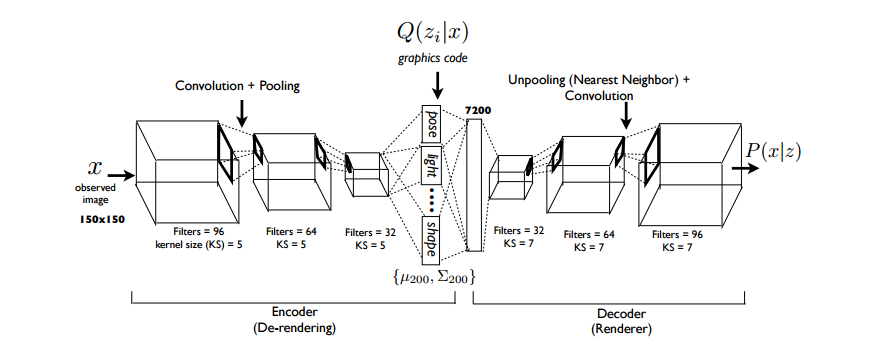 Q(z_i|x)
graphics code
Convolution + Pooling
Unpooling (Nearest Neighbor) +
Convolution
7200
pose
light
shape
x
observed
image
150x150
P(x|z)
Filters = 96
kernel size (KS) = 5
Filters = 64
KS = 5
Filters = 32
KS = 5
{μ200, Σ200}
Filters = 32
KS = 7
Filters = 64
KS = 7
Filters = 96
KS = 7
Encoder
(De-rendering)
Decoder
(Renderer)